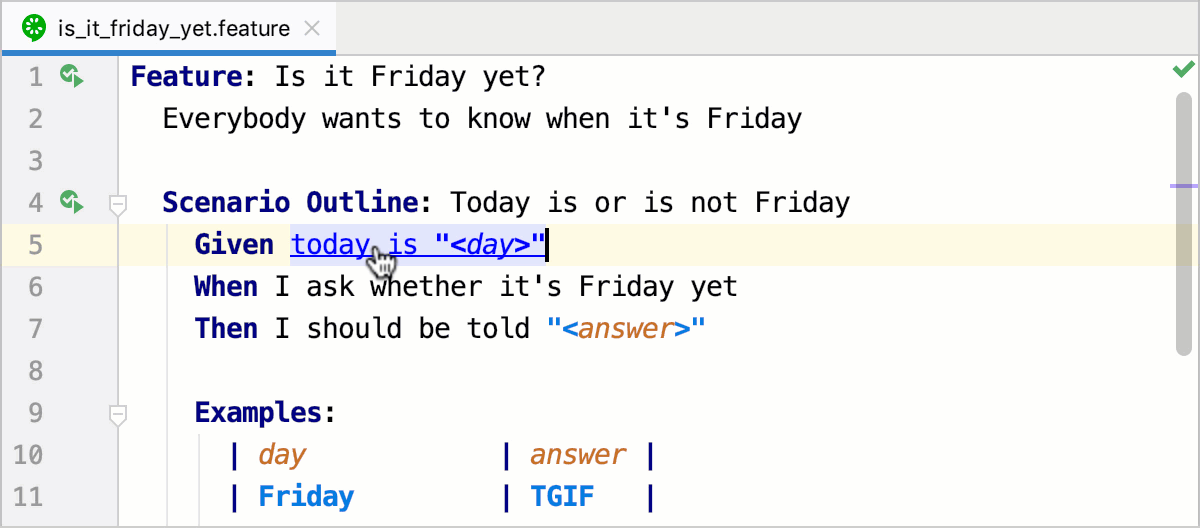 is_it_friday_yet.feature
1 Feature: Is it Friday yet?
2 Everybody wants to know when it's Friday
3
4 Scenario Outline: Today is or is not Friday
5 Given today is "<day>"
6 When I ask whether it's Friday yet
7 Then I should be told "<answer>"
8
9 Examples:
10 | day | answer |
11 | Friday | TGIF |